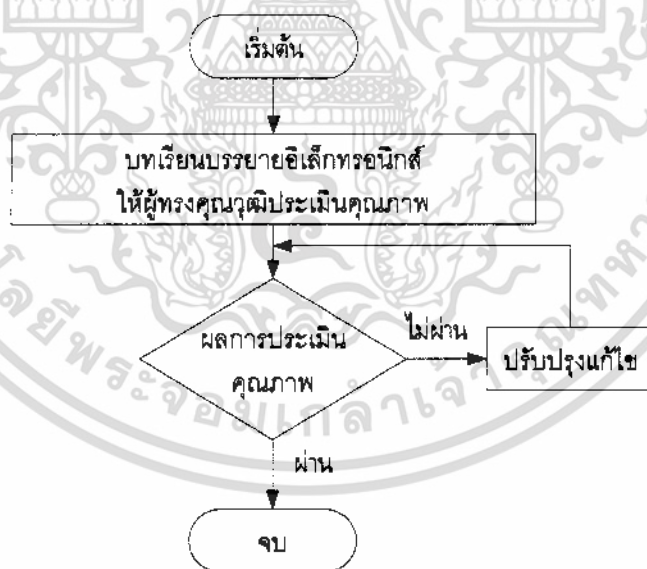 เริ่มต้น
บทเรียนบรรยายอิเล็กทรอนิกส์
ให้ผู้ทรงคุณวุฒิประเมินคุณภาพ
ผลการประเมิน
คุณภาพ
ไม่ผ่าน
ปรับปรุงแก้ไข
ผ่าน
จบ